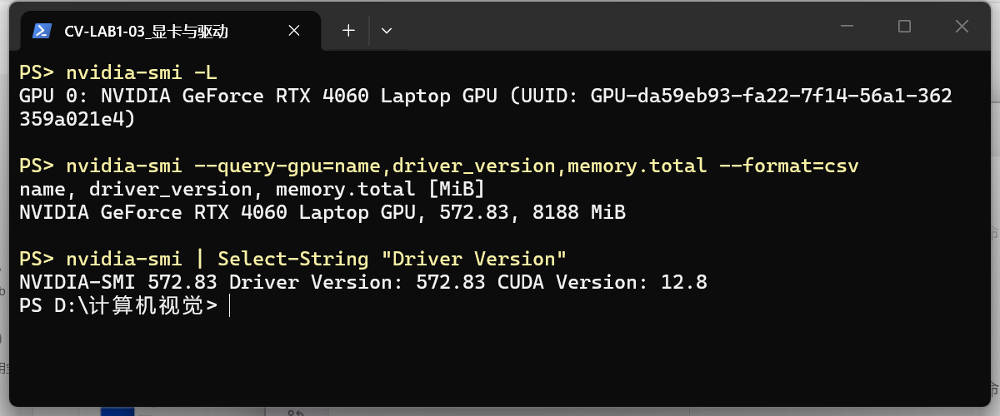 CV-LAB1-03_显卡与驱动
PS> nvidia-smi -L
GPU 0: NVIDIA GeForce RTX 4060 Laptop GPU (UUID: GPU-da59eb93-fa22-7f14-56a1-362
359a021e4)
PS> nvidia-smi --query-gpu=name,driver_version,memory.total --format=csv
name, driver_version, memory.total [MiB]
NVIDIA GeForce RTX 4060 Laptop GPU, 572.83, 8188 MiB
PS> nvidia-smi | Select-String "Driver Version"
NVIDIA-SMI 572.83 Driver Version: 572.83 CUDA Version: 12.8
PS D:\计算机视觉>